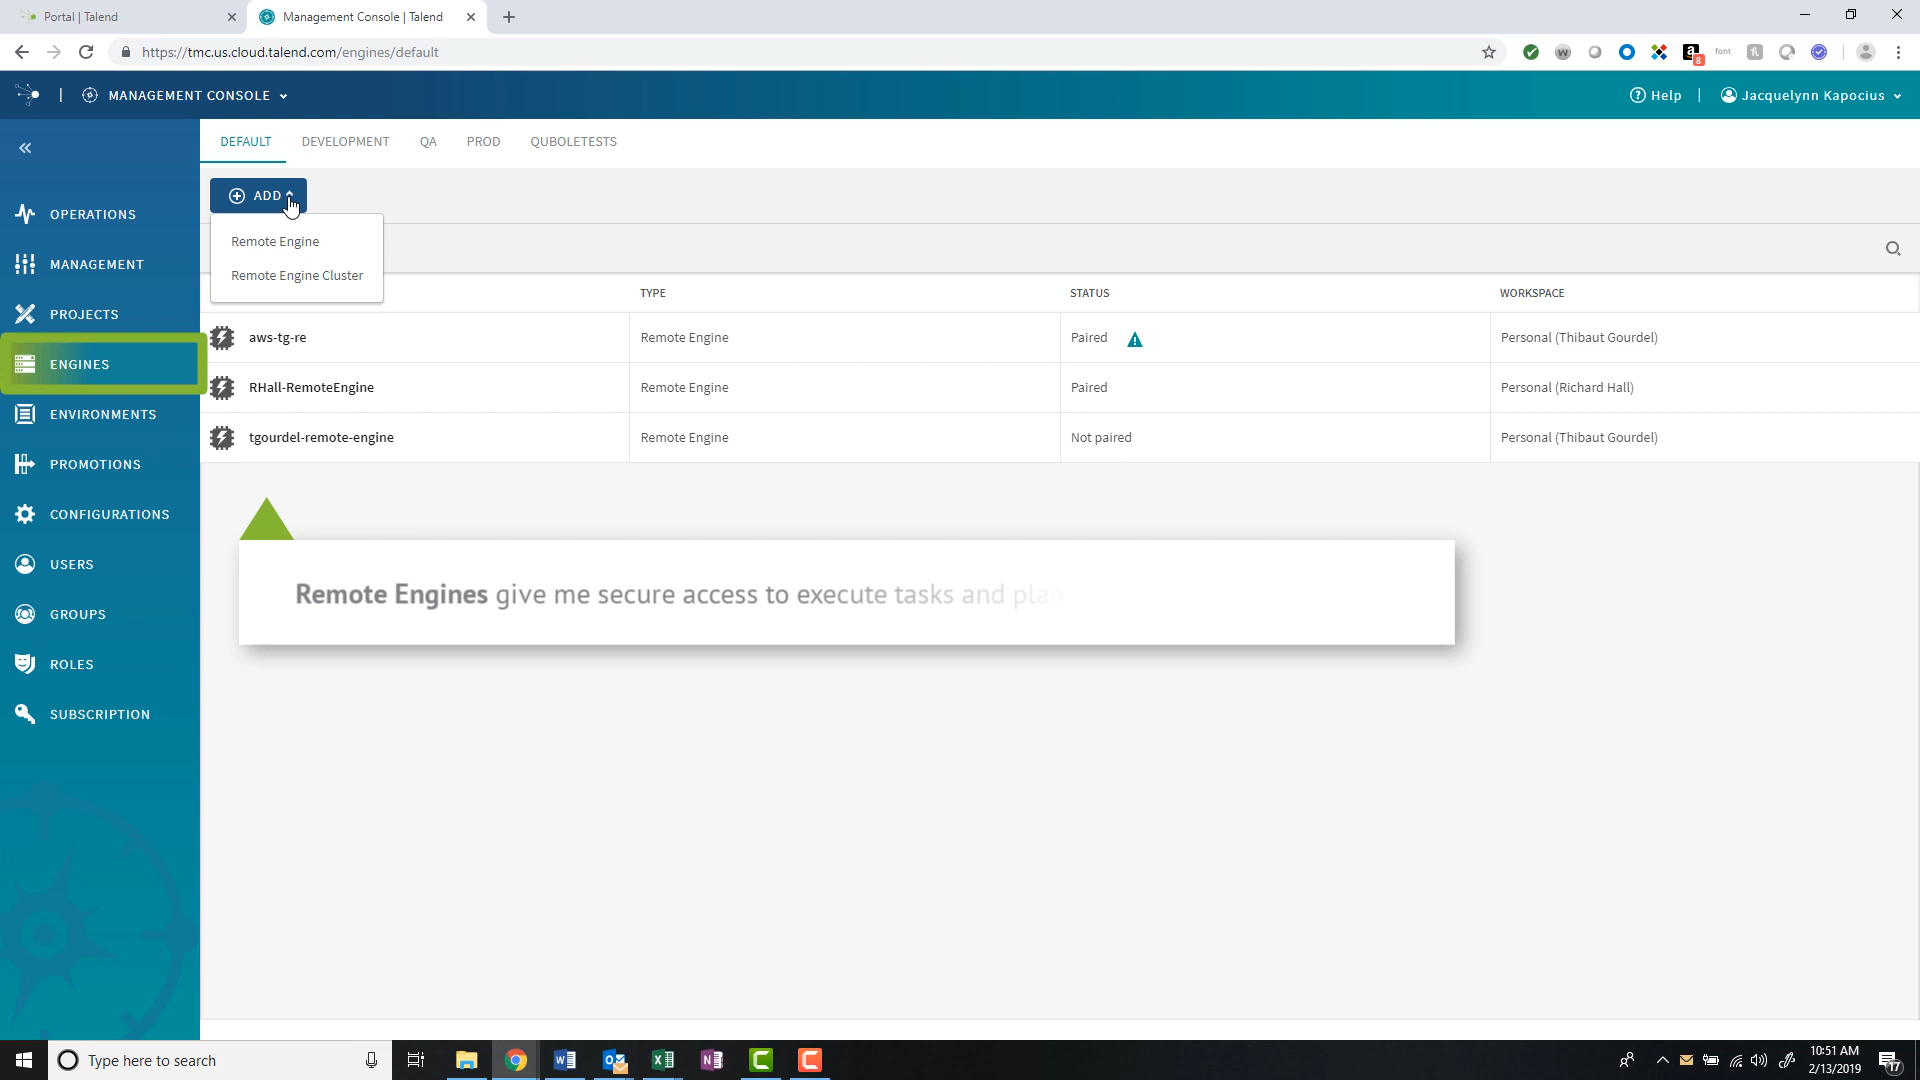 Portal | Talend
Management Console | Talend
https://tmc.us.cloud.talend.com/engines/default
a
8
font
MANAGEMENT CONSOLE
Help
Jacquelynn Kapocius
DEFAULT
DEVELOPMENT
QA
PROD
QUBOLETESTS
ADD
Remote Engine
Remote Engine Cluster
OPERATIONS
MANAGEMENT
PROJECTS
ENGINES
ENVIRONMENTS
PROMOTIONS
CONFIGURATIONS
USERS
GROUPS
ROLES
SUBSCRIPTION
TYPE
STATUS
WORKSPACE
aws-tg-re
Remote Engine
Paired
Personal (Thibaut Gourdel)
RHall-RemoteEngine
Remote Engine
Paired
Personal (Richard Hall)
tgourdel-remote-engine
Remote Engine
Not paired
Personal (Thibaut Gourdel)
Remote Engines give me secure access to execute tasks and plan
Type here to search
10:51 AM
2/13/2019
17